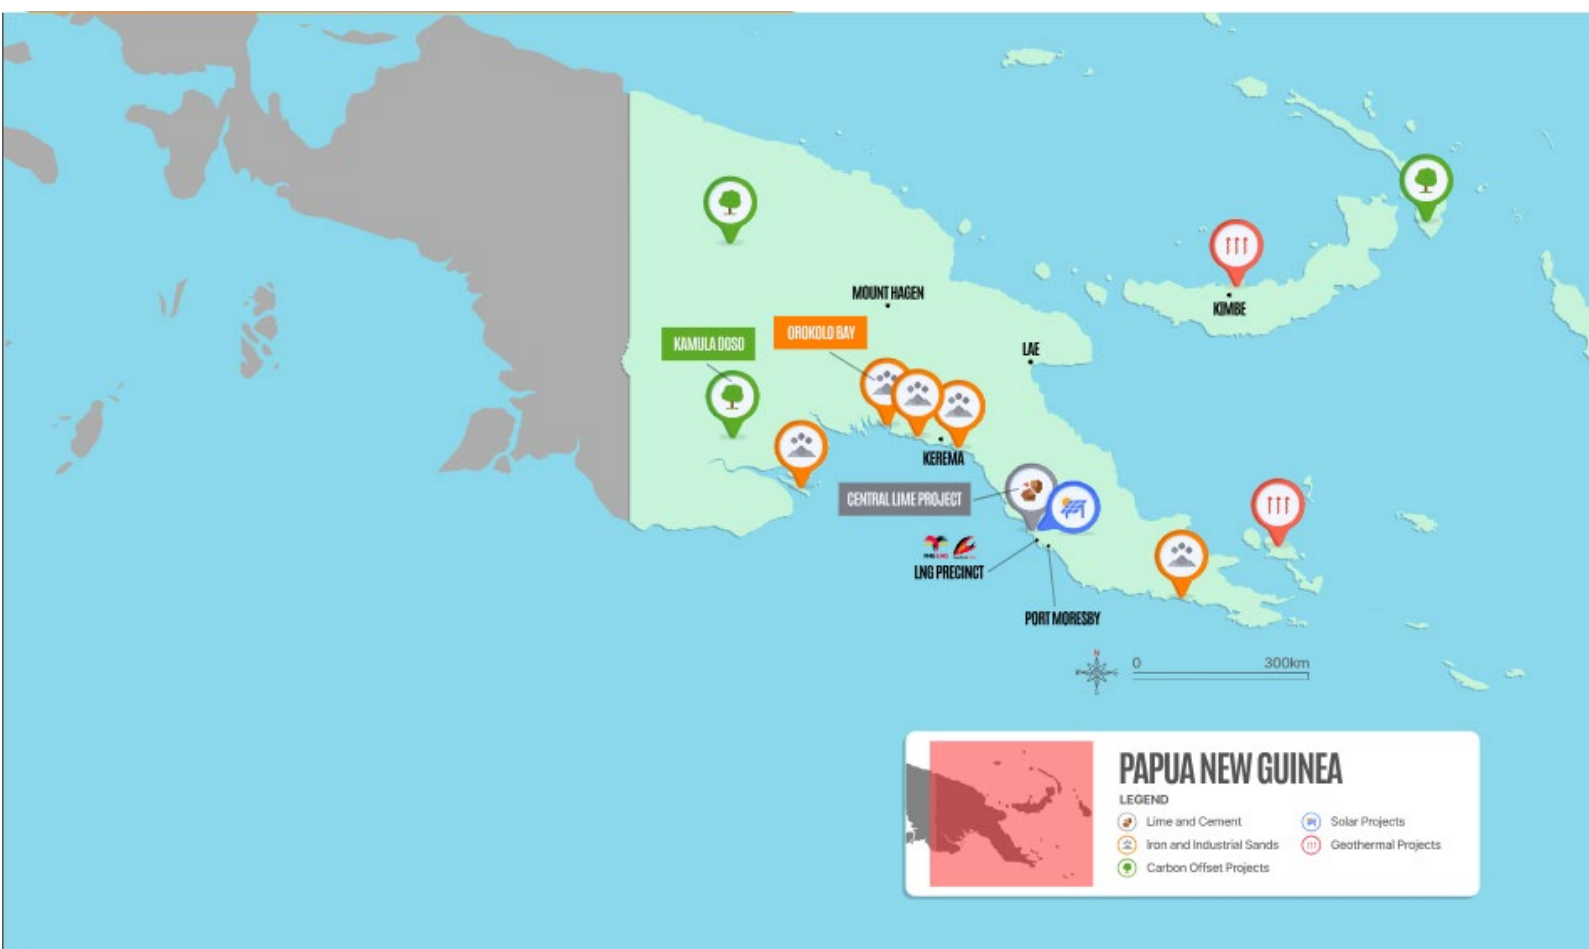 MOUNT HAGEN
KIMBE
KAMULA DOSO
OROKOLO BAY
LAE
KEREMA
CENTRAL LIME PROJECT
LNG PRECINCT
PORT MORESBY
N
0 300km
PAPUA NEW GUINEA
LEGEND
Lime and Cement
Solar Projects
Iron and Industrial Sands
Geothermal Projects
Carbon Offset Projects